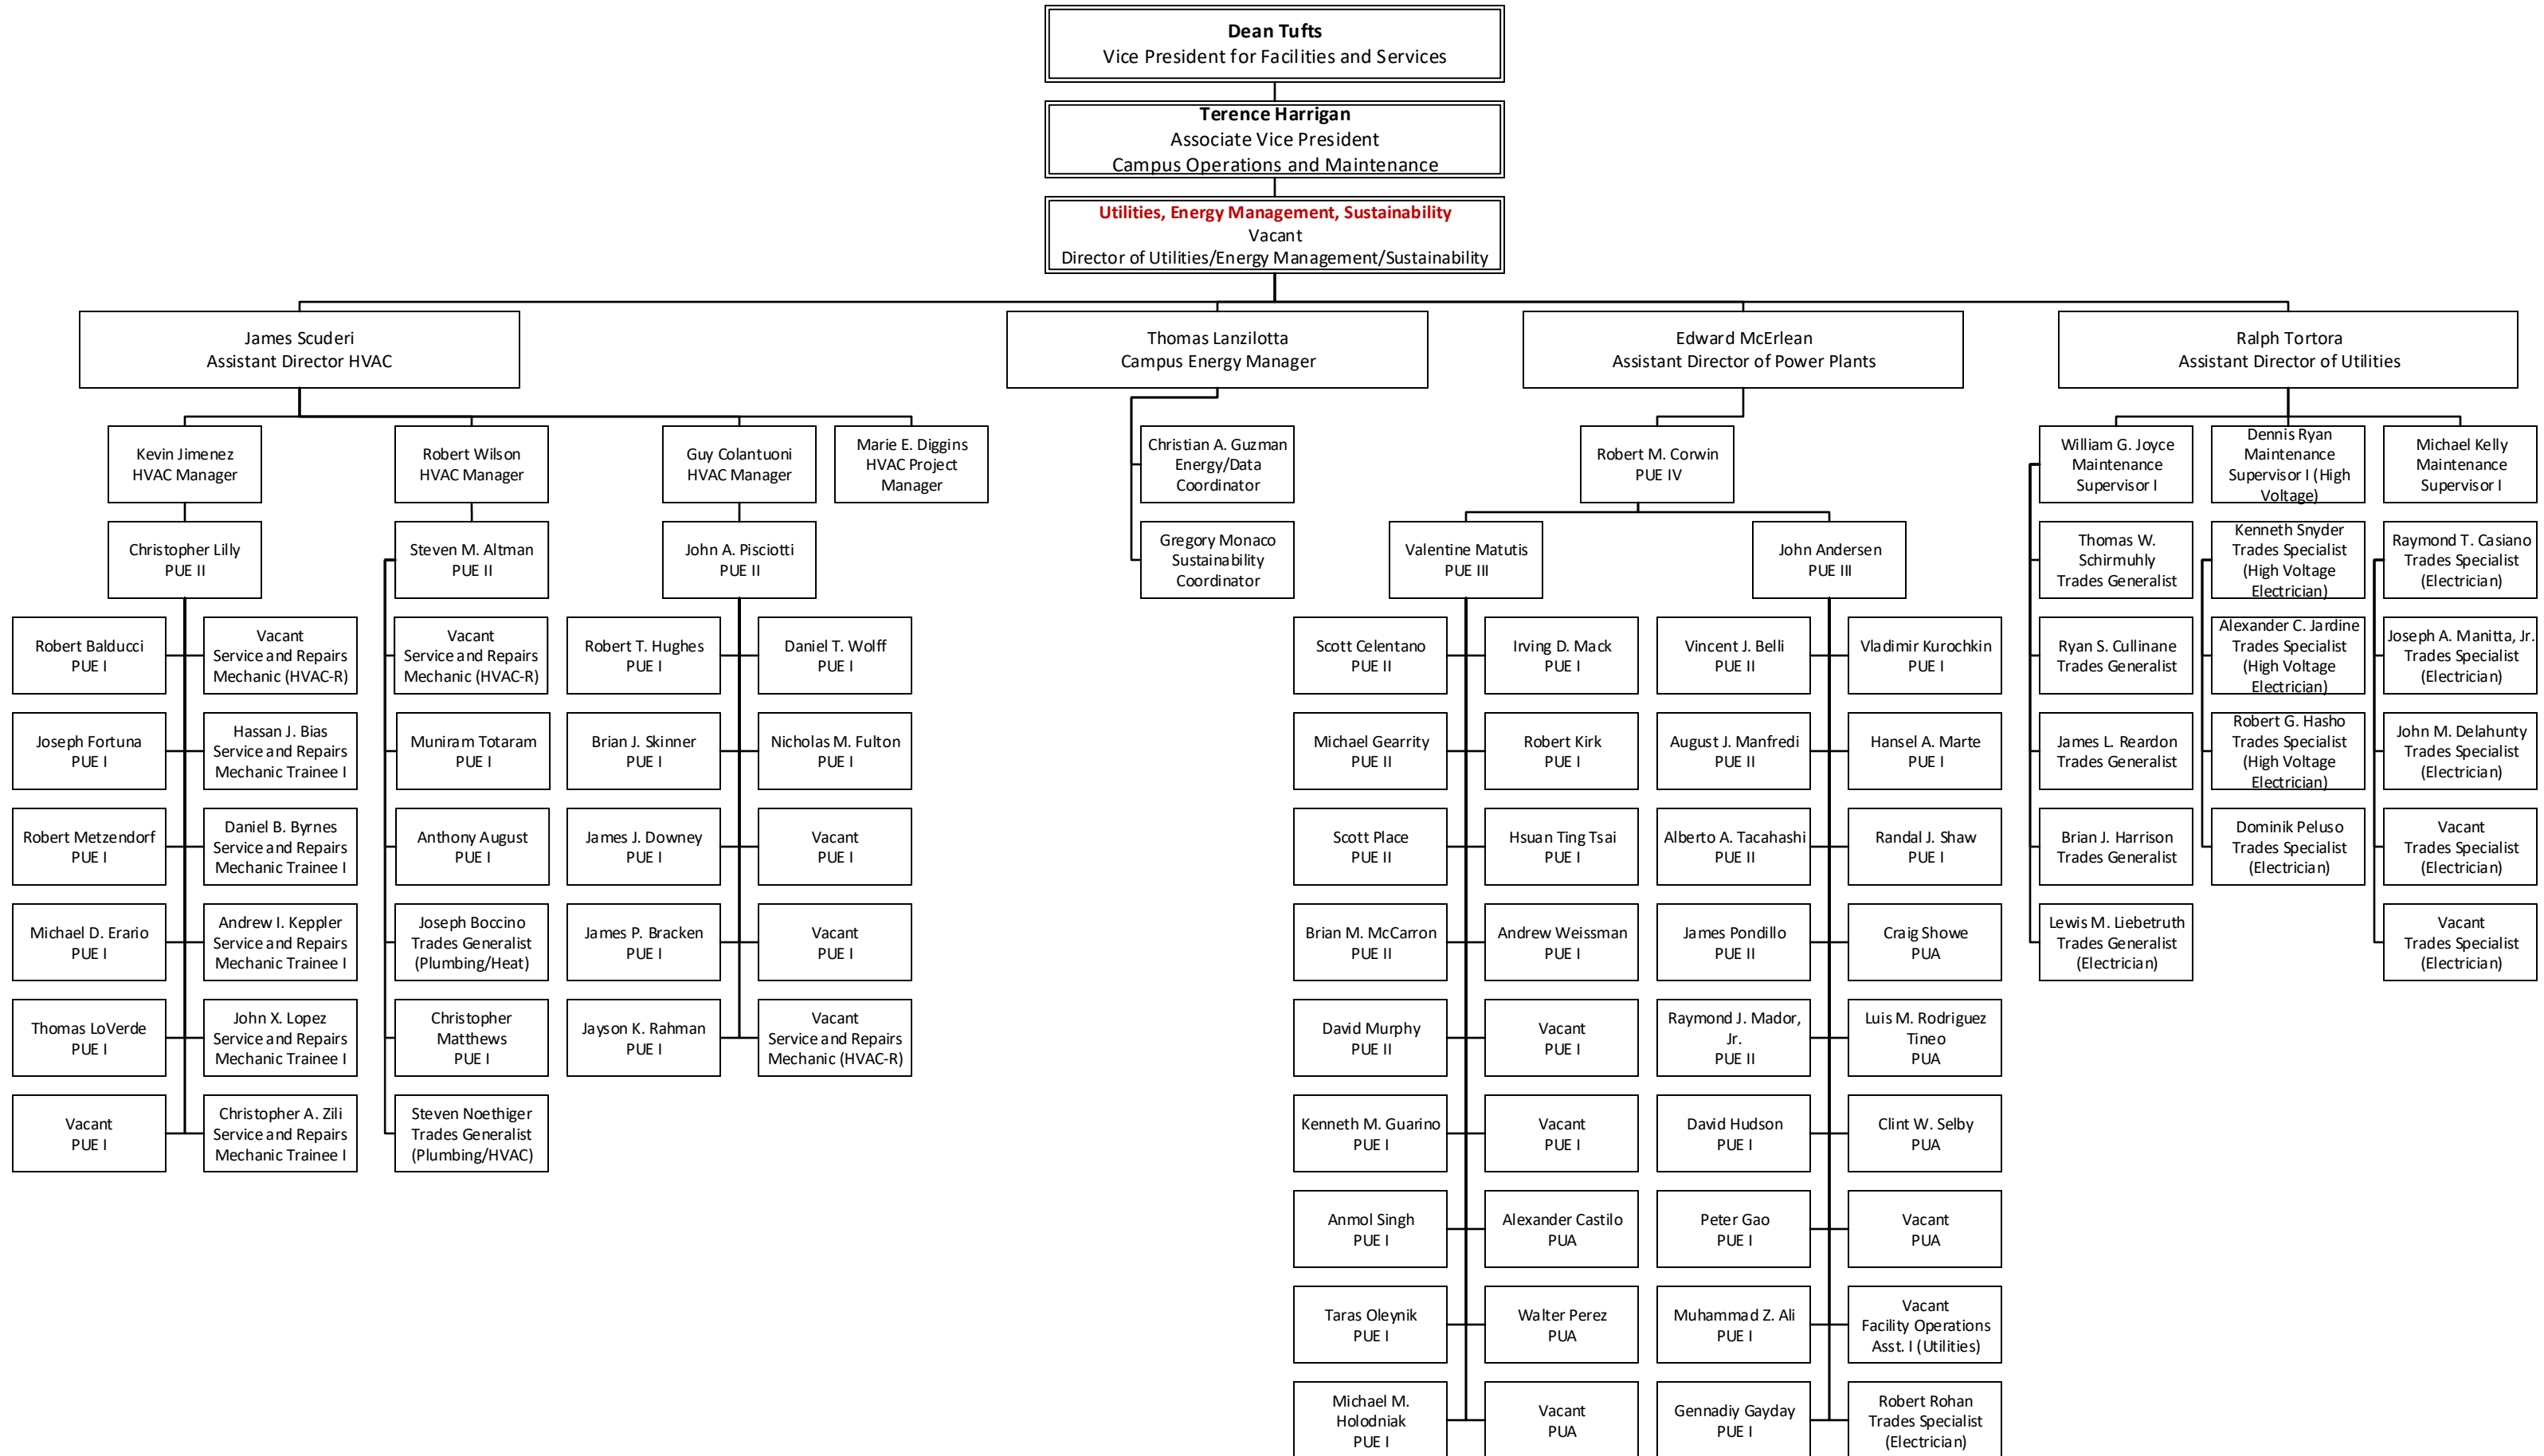 Dean Tufts
Vice President for Facilities and Services
Terence Harrigan
Associate Vice President
Campus Operations and Maintenance
Utilities, Energy Management, Sustainability
Vacant
Director of Utilities/Energy Management/Sustainability
James Scuderi
Assistant Director HVAC
Thomas Lanzilotta
Campus Energy Manager
Edward McErlean
Assistant Director of Power Plants
Ralph Tortora
Assistant Director of Utilities
Kevin Jimenez
HVAC Manager
Robert Wilson
HVAC Manager
Guy Colantuoni
HVAC Manager
Marie E. Diggins
HVAC Project
Manager
Christian A. Guzman
Energy/Data
Coordinator
Robert M. Corwin
PUE IV
William G. Joyce
Maintenance
Supervisor I
Dennis Ryan
Maintenance
Supervisor I (High
Voltage)
Michael Kelly
Maintenance
Supervisor I
Christopher Lilly
PUE II
Steven M. Altman
PUE II
John A. Pisciotti
PUE II
Gregory Monaco
Sustainability
Coordinator
Valentine Matutis
PUE III
John Andersen
PUE III
Thomas W.
Schirmuhly
Trades Generalist
Kenneth Snyder
Trades Specialist
(High Voltage
Electrician)
Raymond T. Casiano
Trades Specialist
(Electrician)
Robert Balducci
PUE I
Vacant
Service and Repairs
Mechanic (HVAC-R)
Vacant
Service and Repairs
Mechanic (HVAC-R)
Robert T. Hughes
PUE I
Daniel T. Wolff
PUE I
Scott Celentano
PUE II
Irving D. Mack
PUE I
Vincent J. Belli
PUE II
Vladimir Kurochkin
PUE I
Ryan S. Cullinane
Trades Generalist
Alexander C. Jardine
Trades Specialist
(High Voltage
Electrician)
Joseph A. Manitta, Jr.
Trades Specialist
(Electrician)
Joseph Fortuna
PUE I
Hassan J. Bias
Service and Repairs
Mechanic Trainee I
Muniram Totaram
PUE I
Brian J. Skinner
PUE I
Nicholas M. Fulton
PUE I
Michael Gearrity
PUE II
Robert Kirk
PUE I
August J. Manfredi
PUE II
Hansel A. Marte
PUE I
James L. Reardon
Trades Generalist
Robert G. Hasho
Trades Specialist
(High Voltage
Electrician)
John M. Delahunty
Trades Specialist
(Electrician)
Robert Metzendorf
PUE I
Daniel B. Byrnes
Service and Repairs
Mechanic Trainee I
Anthony August
PUE I
James J. Downey
PUE I
Vacant
PUE I
Scott Place
PUE II
Hsuan Ting Tsai
PUE I
Alberto A. Tacahashi
PUE II
Randal J. Shaw
PUE I
Brian J. Harrison
Trades Generalist
Dominik Peluso
Trades Specialist
(Electrician)
Vacant
Trades Specialist
(Electrician)
Michael D. Erario
PUE I
Andrew I. Keppler
Service and Repairs
Mechanic Trainee I
Joseph Boccino
Trades Generalist
(Plumbing/Heat)
James P. Bracken
PUE I
Vacant
PUE I
Brian M. McCarron
PUE II
Andrew Weissman
PUE I
James Pondillo
PUE II
Craig Showe
PUA
Lewis M. Liebetruth
Trades Generalist
(Electrician)
Vacant
Trades Specialist
(Electrician)
Thomas LoVerde
PUE I
John X. Lopez
Service and Repairs
Mechanic Trainee I
Christopher
Matthews
PUE I
Jayson K. Rahman
PUE I
Vacant
Service and Repairs
Mechanic (HVAC-R)
David Murphy
PUE II
Vacant
PUE I
Raymond J. Mador,
Jr.
PUE II
Luis M. Rodriguez
Tineo
PUA
Vacant
PUE I
Christopher A. Zili
Service and Repairs
Mechanic Trainee I
Steven Noethiger
Trades Generalist
(Plumbing/HVAC)
Kenneth M. Guarino
PUE I
Vacant
PUE I
David Hudson
PUE I
Clint W. Selby
PUA
Anmol Singh
PUE I
Alexander Castilo
PUA
Peter Gao
PUE I
Vacant
PUA
Taras Oleynik
PUE I
Walter Perez
PUA
Muhammad Z. Ali
PUE I
Vacant
Facility Operations
Asst. I (Utilities)
Michael M.
Holodniak
PUE I
Vacant
PUA
Gennadiy Gayday
PUE I
Robert Rohan
Trades Specialist
(Electrician)